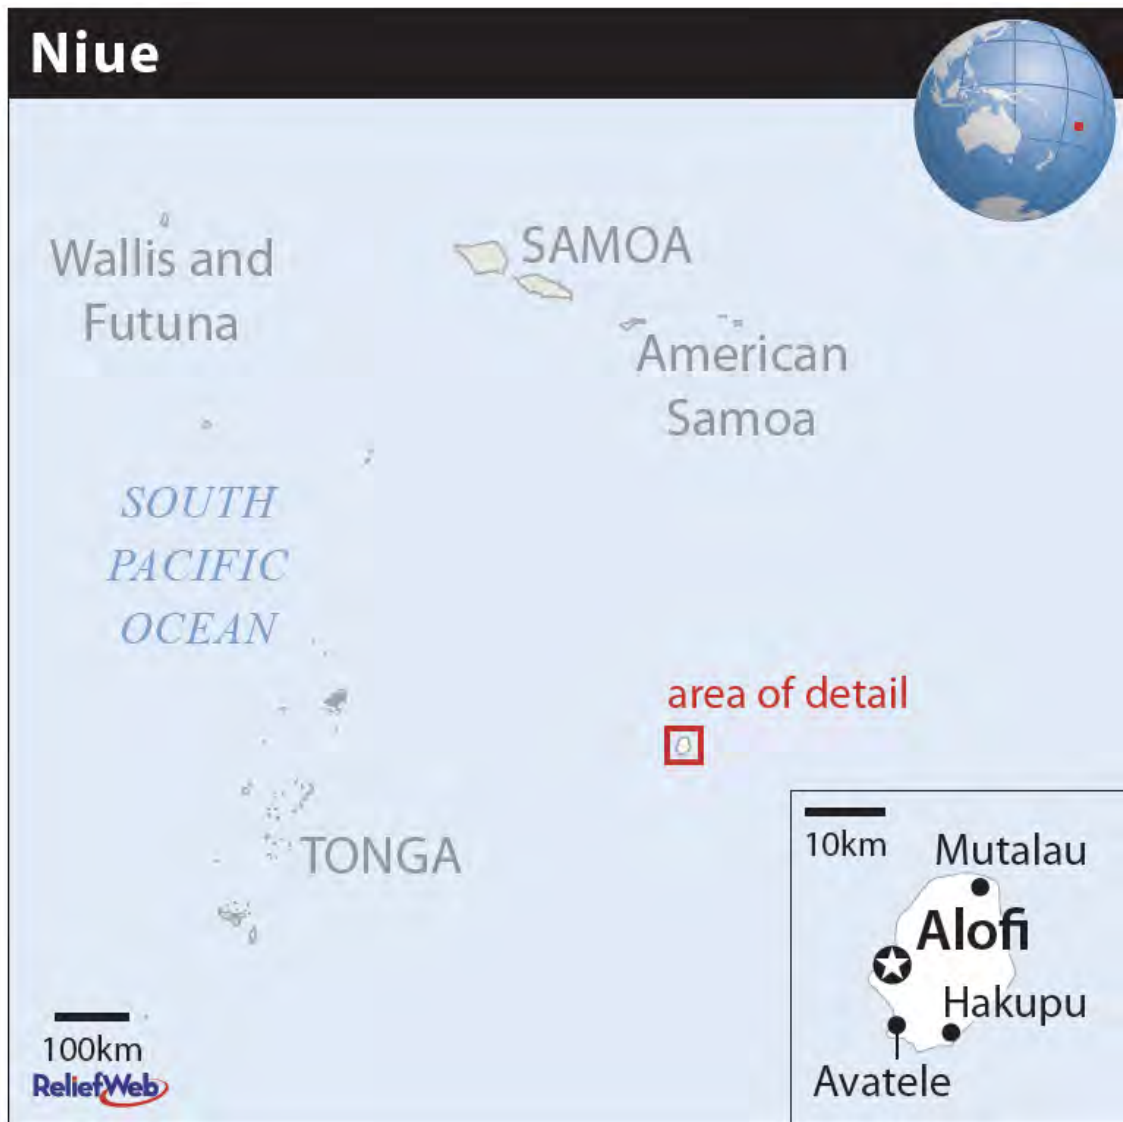 Niue
Wallis and
Futuna
SAMOA
American
Samoa
SOUTH
PACIFIC
OCEAN
area of detail
TONGA
10km
Mutalau
Alofi
Hakupu
Avatele
100km
ReliefWeb